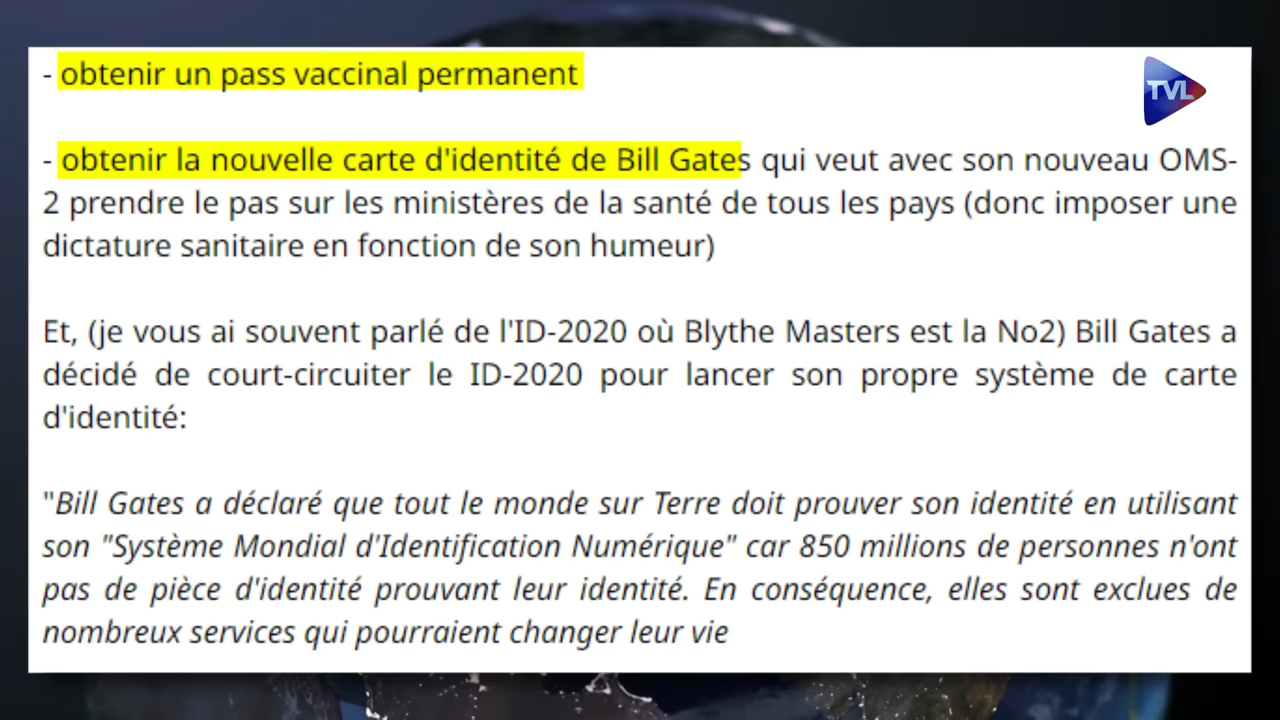 TVL
- obtenir un pass vaccinal permanent
- obtenir la nouvelle carte d'identité de Bill Gates qui veut avec son nouveau OMS-
2 prendre le pas sur les ministères de la santé de tous les pays (donc imposer une
dictature sanitaire en fonction de son humeur)
Et, (je vous ai souvent parlé de l'ID-2020 où Blythe Masters est la No2) Bill Gates a
décidé de court-circuiter le ID-2020 pour lancer son propre système de carte
d'identité:
"Bill Gates a déclaré que tout le monde sur Terre doit prouver son identité en utilisant
son "Système Mondial d'Identification Numérique" car 850 millions de personnes n'ont
pas de pièce d'identité prouvant leur identité. En conséquence, elles sont exclues de
nombreux services qui pourraient changer leur vie